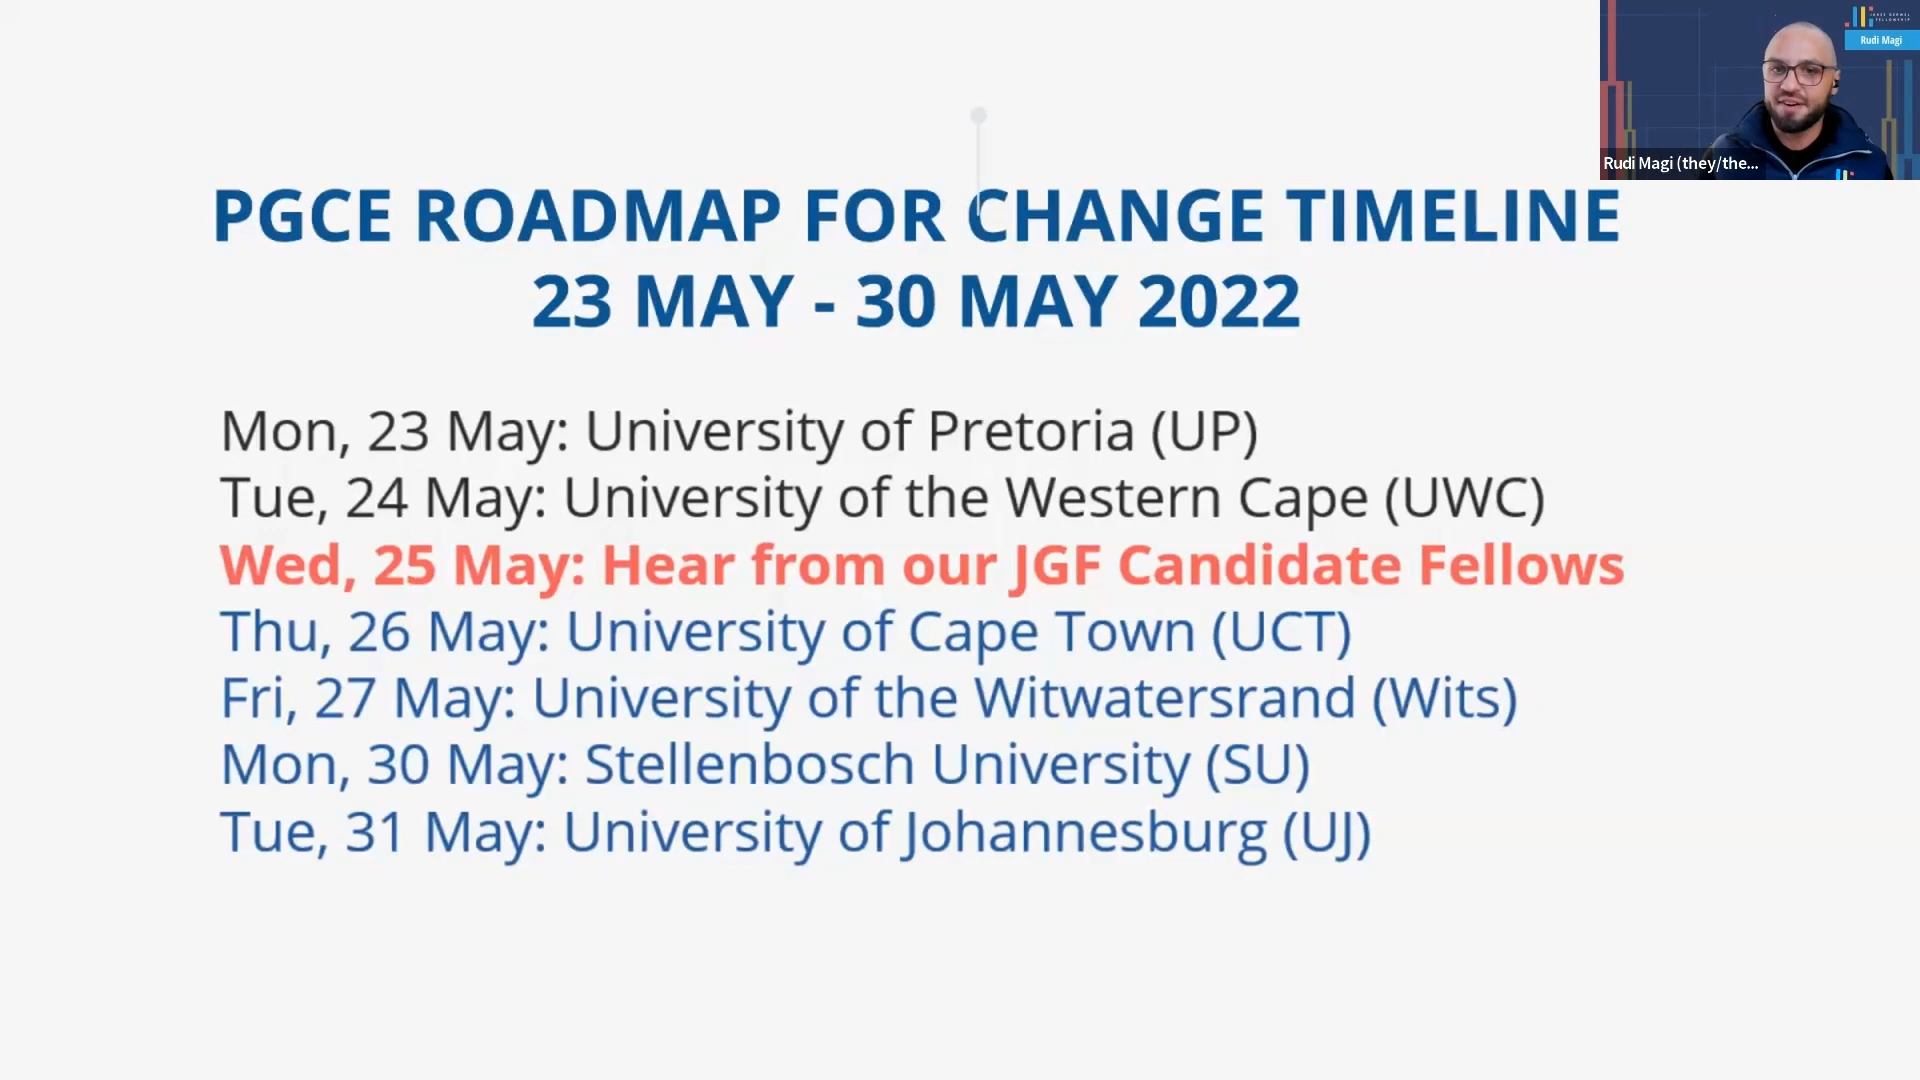 PGCE ROADMAP FOR CHANGE TIMELINE
23 MAY - 30 MAY 2022
Mon, 23 May: University of Pretoria (UP)
Tue, 24 May: University of the Western Cape (UWC)
Wed, 25 May: Hear from our JGF Candidate Fellows
Thu, 26 May: University of Cape Town (UCT)
Fri, 27 May: University of the Witwatersrand (Wits)
Mon, 30 May: Stellenbosch University (SU)
Tue, 31 May: University of Johannesburg (UJ)
JAKES GERWEL
FELLOWSHIP
Rudi Magi
Rudi Magi (they/the...